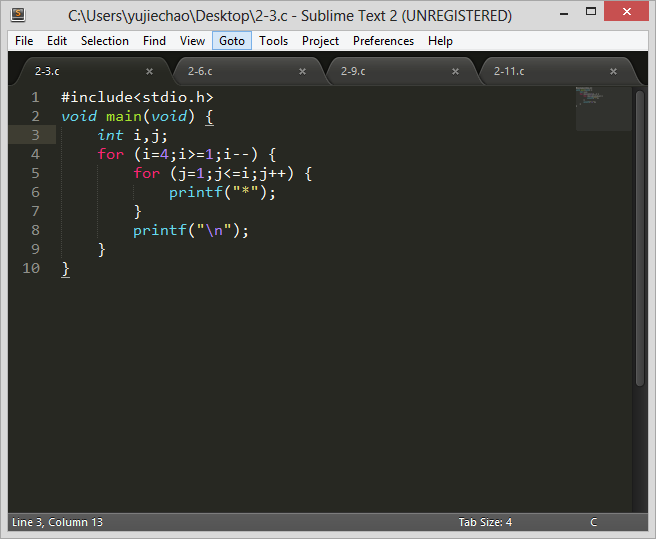 C:\Users\yujiechao\Desktop\2-3.c - Sublime Text 2 (UNREGISTERED)
File Edit Selection Find View Goto Tools Project Preferences Help
2-3.c × 2-6.c × 2-9.c × 2-11.c ×
1 #include<stdio.h>
2 void main(void) {
3     int i,j;
4     for (i=4;i>=1;i--) {
5         for (j=1;j<=i;j++) {
6             printf("*");
7         }
8         printf("\n");
9     }
10 }
Line 3, Column 13 Tab Size: 4 C